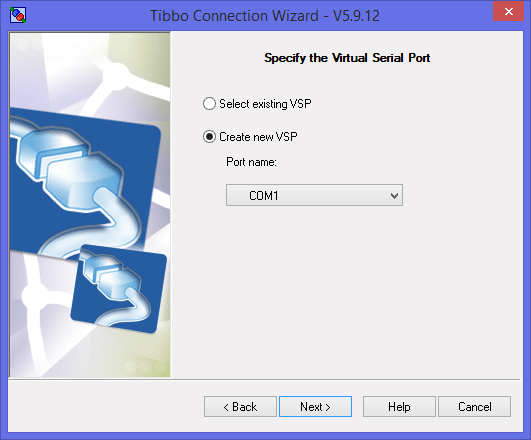 Tibbo Connection Wizard - V5.9.12
Specify the Virtual Serial Port
Select existing VSP
Create new VSP
Port name:
COM1
< Back
Next >
Help
Cancel